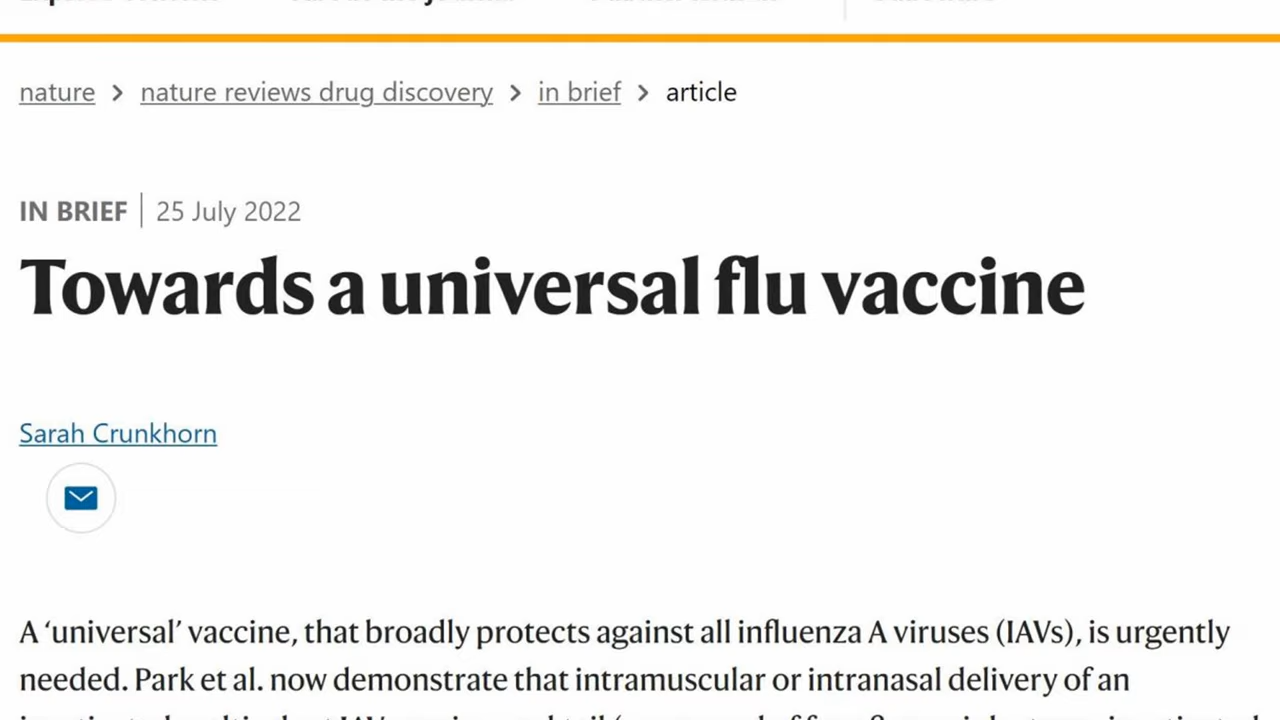 nature > nature reviews drug discovery > in brief > article
IN BRIEF | 25 July 2022
Towards a universal flu vaccine
Sarah Crunkhorn
A ‘universal’ vaccine, that broadly protects against all influenza A viruses (IAVs), is urgently
needed. Park et al. now demonstrate that intramuscular or intranasal delivery of an